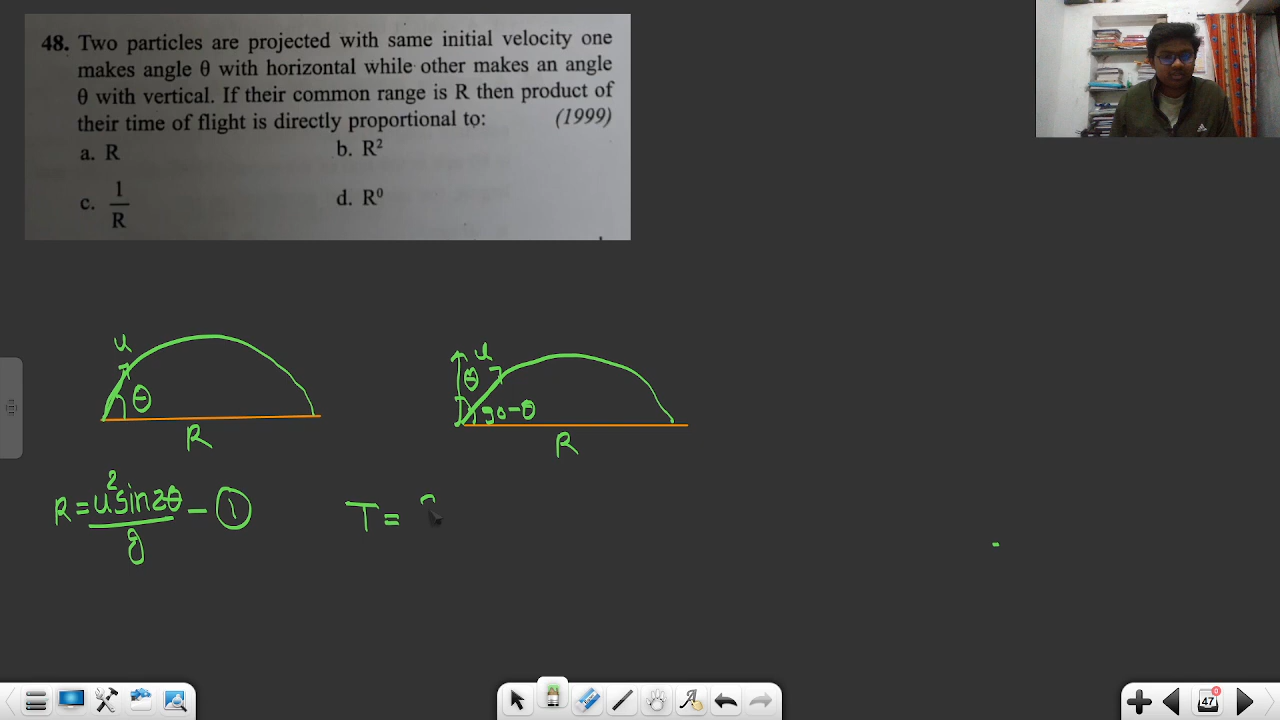 48. Two particles are projected with same initial velocity one
makes angle θ with horizontal while other makes an angle
θ with vertical. If their common range is R then product of
their time of flight is directly proportional to: (1999)
a. R b. R²
c. 1/R d. R⁰
u
θ
R
u
θ
90-θ
R
R = u²sin2θ/g - ①
T =
47
0